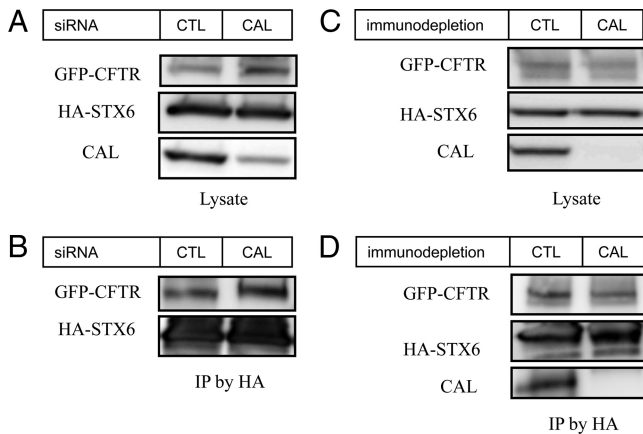 A
siRNA CTL CAL
GFP-CFTR
HA-STX6
CAL
Lysate
B
siRNA CTL CAL
GFP-CFTR
HA-STX6
IP by HA
C
immunodepletion CTL CAL
GFP-CFTR
HA-STX6
CAL
Lysate
D
immunodepletion CTL CAL
GFP-CFTR
HA-STX6
CAL
IP by HA